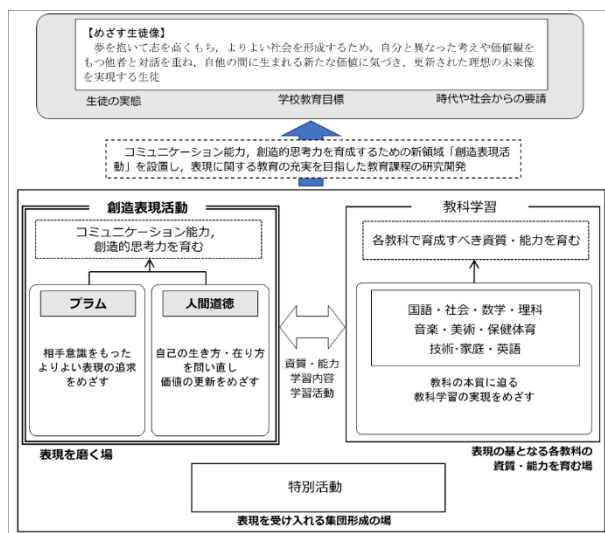 【めざす生徒像】
夢を抱いて志を高くもち，よりよい社会を形成するため，自分と異なった考えや価値観を
もつ他者と対話を重ね，自他の間に生まれる新たな価値に気づき，更新された理想の未来像
を実現する生徒
生徒の実態
学校教育目標
時代や社会からの要請
コミュニケーション能力，創造的思考力を育成するための新領域「創造表現活
動」を設置し，表現に関する教育の充実を目指した教育課程の研究開発
創造表現活動
コミュニケーション能力，
創造的思考力を育む
プラム
相手意識をもった
よりよい表現の追求
をめざす
人間道徳
自己の生き方・在り方
を問い直し
価値の更新をめざす
表現を磨く場
資質・能力
学習内容
学習活動
教科学習
各教科で育成すべき資質・能力を育む
国語・社会・数学・理科
音楽・美術・保健体育
技術・家庭・英語
教科の本質に迫る
教科学習の実現をめざす
表現の基となる各教科の
資質・能力を育む場
特別活動
表現を受け入れる集団形成の場